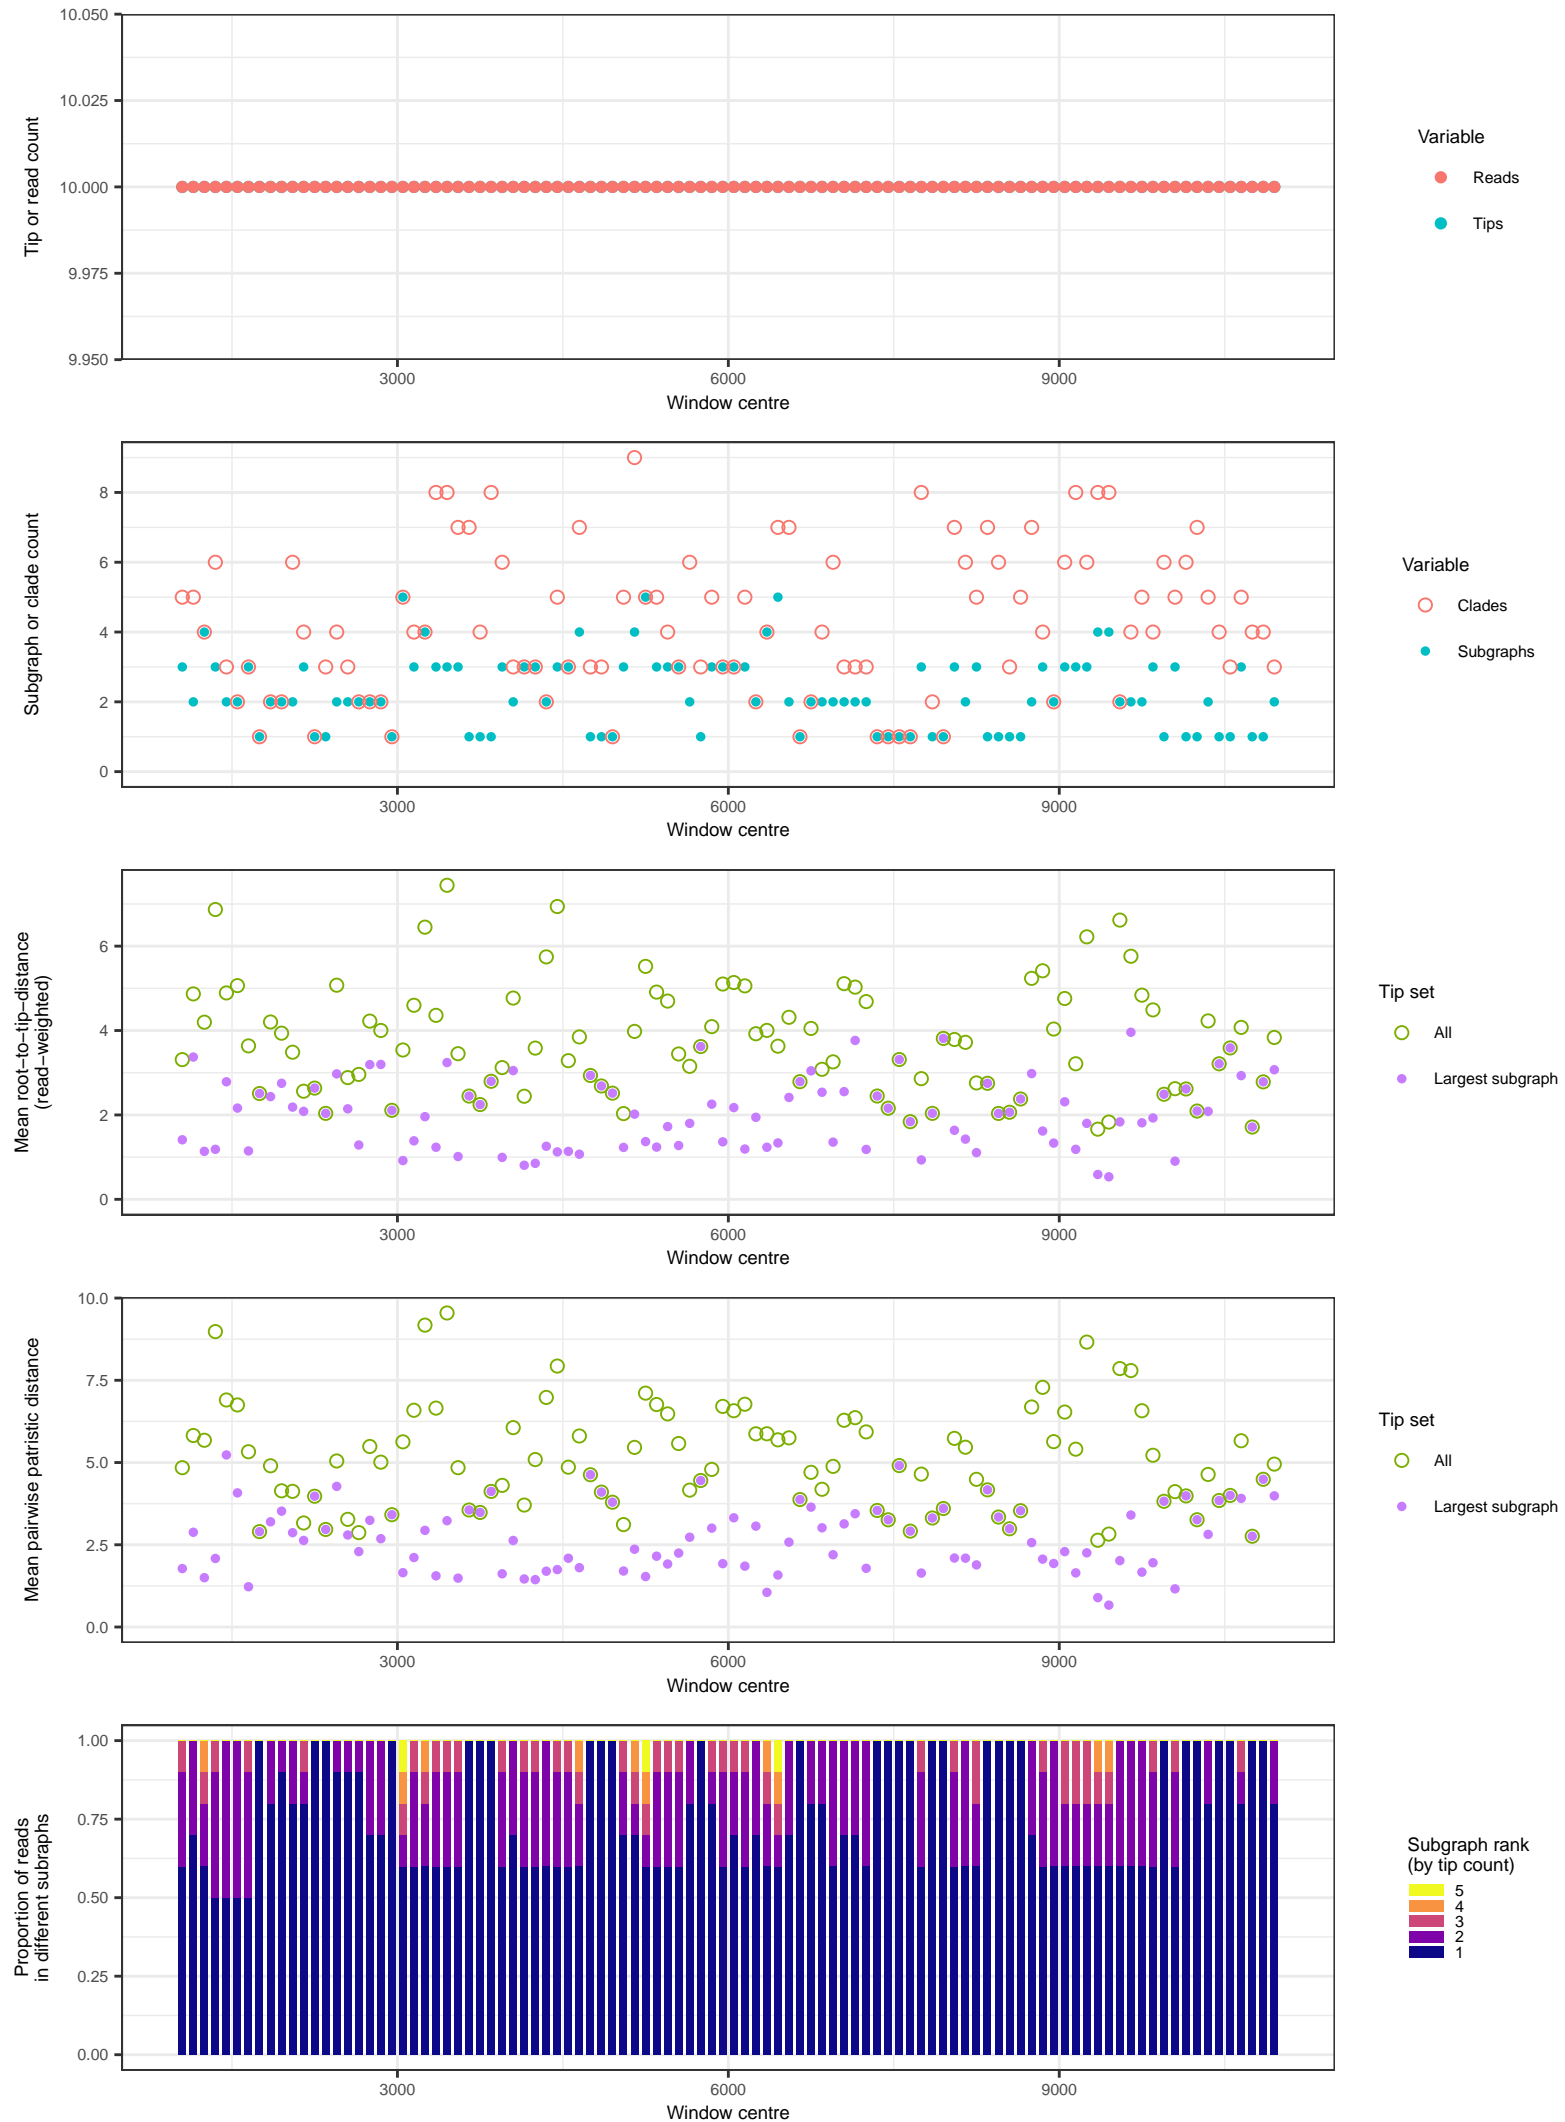 10.050
10.025
10.000
9.975
9.950
Tip or read count
3000
6000
9000
Window centre
Variable
Reads
Tips
8
6
4
2
0
Subgraph or clade count
3000
6000
9000
Window centre
Variable
Clades
Subgraphs
6
4
2
0
Mean root−to−tip−distance
(read−weighted)
3000
6000
9000
Window centre
Tip set
All
Largest subgraph
10.0
7.5
5.0
2.5
0.0
Mean pairwise patristic distance
3000
6000
9000
Window centre
Tip set
All
Largest subgraph
1.00
0.75
0.50
0.25
0.00
Proportion of reads
in different subraphs
3000
6000
9000
Window centre
Subgraph rank
(by tip count)
5
4
3
2
1